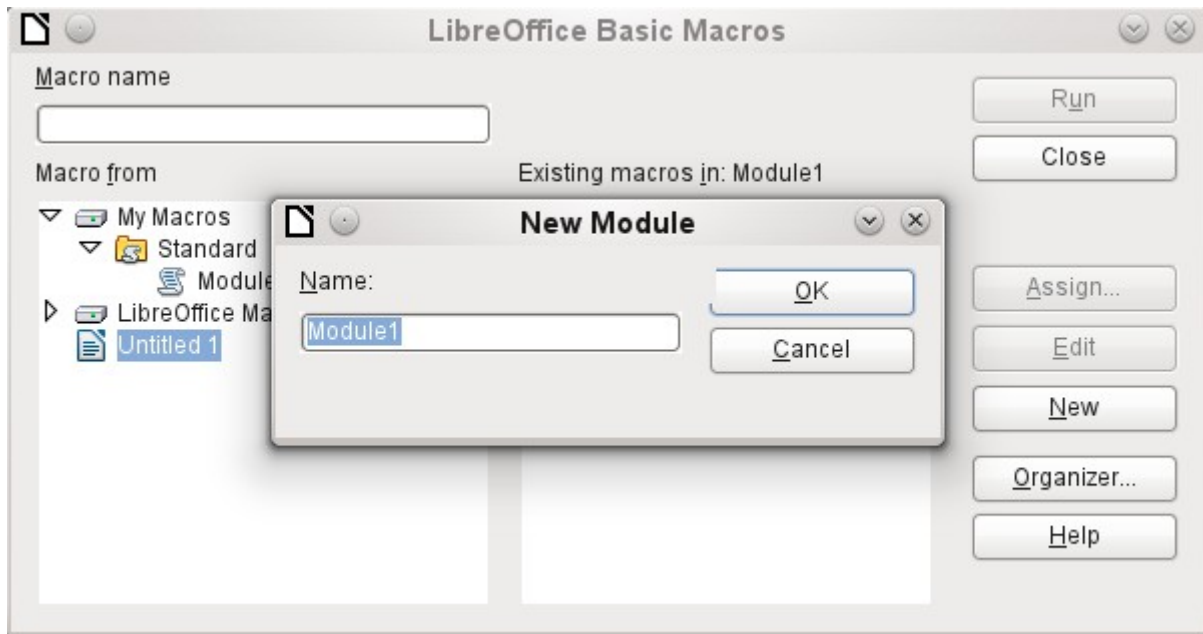 LibreOffice Basic Macros
Macro name
Run
Close
Macro from
Existing macros in: Module1
My Macros
Standard
Module
LibreOffice Ma
Untitled 1
New Module
Name:
Module1
OK
Cancel
Assign...
Edit
New
Organizer...
Help